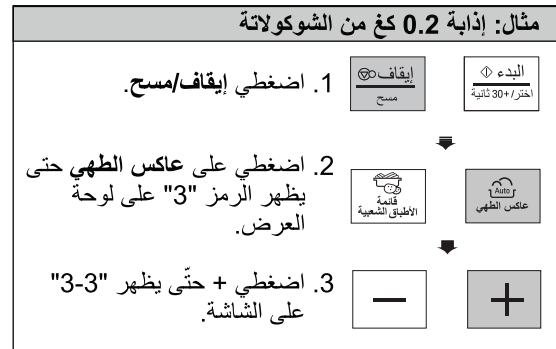 مثال: إذابة 0.2 كغ من الشوكولاتة
1. اضغطي إيقاف/مسح.
إيقاف
مسح
البدء
اختر/+30 ثانية
2. اضغطي على عاكس الطهي حتى
يظهر الرمز "3" على لوحة
العرض.
قائمة
الأطباق الشعبية
Auto
عاكس الطهي
3. اضغطي + حتّى يظهر "3-3"
على الشاشة.
−
+